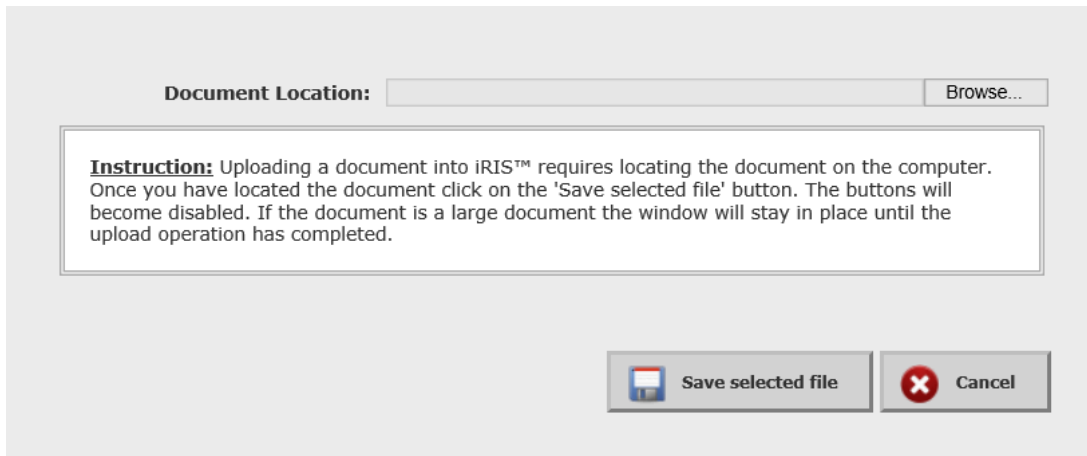 Document Location: Browse...
Instruction: Uploading a document into iRIS™ requires locating the document on the computer.
Once you have located the document click on the 'Save selected file' button. The buttons will
become disabled. If the document is a large document the window will stay in place until the
upload operation has completed.
Save selected file Cancel